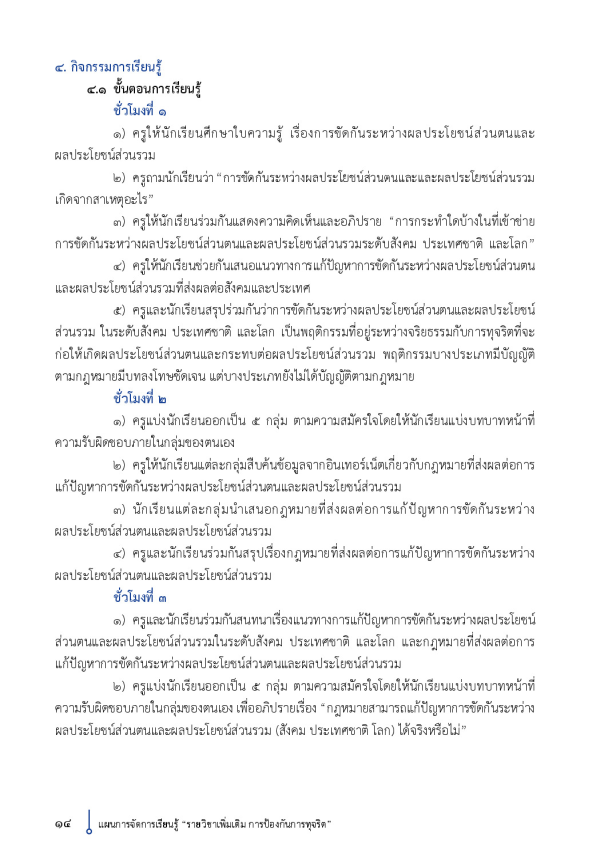 ๔. กิจกรรมการเรียนรู้
๔.๑ ขั้นตอนการเรียนรู้
ชั่วโมงที่ ๑
๑) ครูให้นักเรียนศึกษาใบความรู้ เรื่องการขัดกันระหว่างผลประโยชน์ส่วนตนและ
ผลประโยชน์ส่วนรวม
๒) ครูถามนักเรียนว่า “การขัดกันระหว่างผลประโยชน์ส่วนตนและและผลประโยชน์ส่วนรวม
เกิดจากสาเหตุอะไร”
๓) ครูให้นักเรียนร่วมกันแสดงความคิดเห็นและอภิปราย “การกระทำใดบ้างในที่เข้าข่าย
การขัดกันระหว่างผลประโยชน์ส่วนตนและผลประโยชน์ส่วนรวมระดับสังคม ประเทศชาติ และโลก”
๔) ครูให้นักเรียนช่วยกันเสนอแนวทางการแก้ปัญหาการขัดกันระหว่างผลประโยชน์ส่วนตน
และผลประโยชน์ส่วนรวมที่ส่งผลต่อสังคมและประเทศ
๕) ครูและนักเรียนสรุปร่วมกันว่าการขัดกันระหว่างผลประโยชน์ส่วนตนและผลประโยชน์
ส่วนรวม ในระดับสังคม ประเทศชาติ และโลก เป็นพฤติกรรมที่อยู่ระหว่างจริยธรรมกับการทุจริตที่จะ
ก่อให้เกิดผลประโยชน์ส่วนตนและกระทบต่อผลประโยชน์ส่วนรวม พฤติกรรมบางประเภทมีบัญญัติ
ตามกฎหมายมีบทลงโทษชัดเจน แต่บางประเภทยังไม่ได้บัญญัติตามกฎหมาย
ชั่วโมงที่ ๒
๑) ครูแบ่งนักเรียนออกเป็น ๕ กลุ่ม ตามความสมัครใจโดยให้นักเรียนแบ่งบทบาทหน้าที่
ความรับผิดชอบภายในกลุ่มของตนเอง
๒) ครูให้นักเรียนแต่ละกลุ่มสืบค้นข้อมูลจากอินเทอร์เน็ตเกี่ยวกับกฎหมายที่ส่งผลต่อการ
แก้ปัญหาการขัดกันระหว่างผลประโยชน์ส่วนตนและผลประโยชน์ส่วนรวม
๓) นักเรียนแต่ละกลุ่มนำเสนอกฎหมายที่ส่งผลต่อการแก้ปัญหาการขัดกันระหว่าง
ผลประโยชน์ส่วนตนและผลประโยชน์ส่วนรวม
๔) ครูและนักเรียนร่วมกันสรุปเรื่องกฎหมายที่ส่งผลต่อการแก้ปัญหาการขัดกันระหว่าง
ผลประโยชน์ส่วนตนและผลประโยชน์ส่วนรวม
ชั่วโมงที่ ๓
๑) ครูและนักเรียนร่วมกันสนทนาเรื่องแนวทางการแก้ปัญหาการขัดกันระหว่างผลประโยชน์
ส่วนตนและผลประโยชน์ส่วนรวมในระดับสังคม ประเทศชาติ และโลก และกฎหมายที่ส่งผลต่อการ
แก้ปัญหาการขัดกันระหว่างผลประโยชน์ส่วนตนและผลประโยชน์ส่วนรวม
๒) ครูแบ่งนักเรียนออกเป็น ๕ กลุ่ม ตามความสมัครใจโดยให้นักเรียนแบ่งบทบาทหน้าที่
ความรับผิดชอบภายในกลุ่มของตนเอง เพื่ออภิปรายเรื่อง “กฎหมายสามารถแก้ปัญหาการขัดกันระหว่าง
ผลประโยชน์ส่วนตนและผลประโยชน์ส่วนรวม (สังคม ประเทศชาติ โลก) ได้จริงหรือไม่”
๑๔ แผนการจัดการเรียนรู้ “รายวิชาเพิ่มเติม การป้องกันการทุจริต”